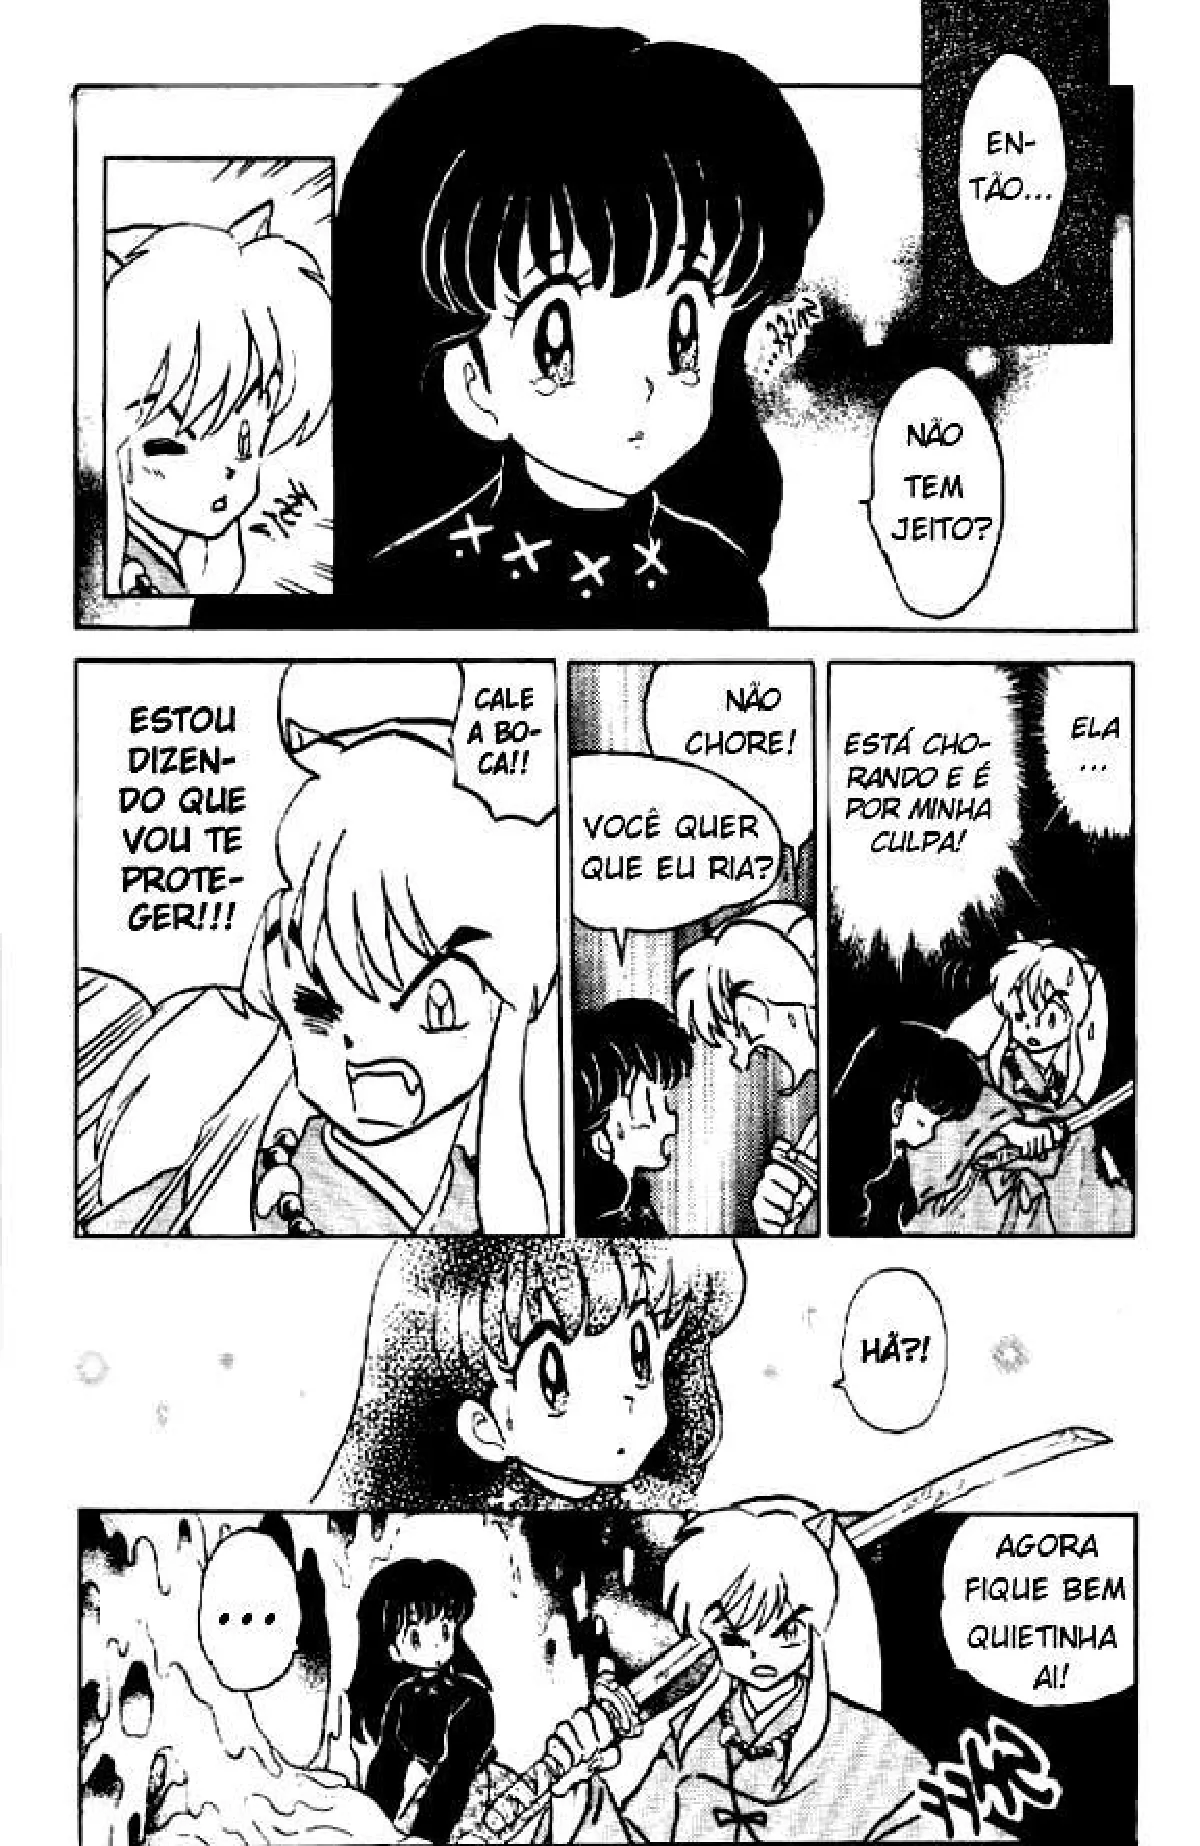 EN-
TÃO...
NÃO
TEM
JEITO?
ELA
...
ESTÁ CHO-
RANDO E É
POR MINHA
CULPA!
NÃO
CHORE!
VOCÊ QUER
QUE EU RIA?
CALE
A BO-
CA!!
ESTOU
DIZEN-
DO QUE
VOU TE
PROTE-
GER!!!
HÃ?!
AGORA
FIQUE BEM
QUIETINHA
AI!
...